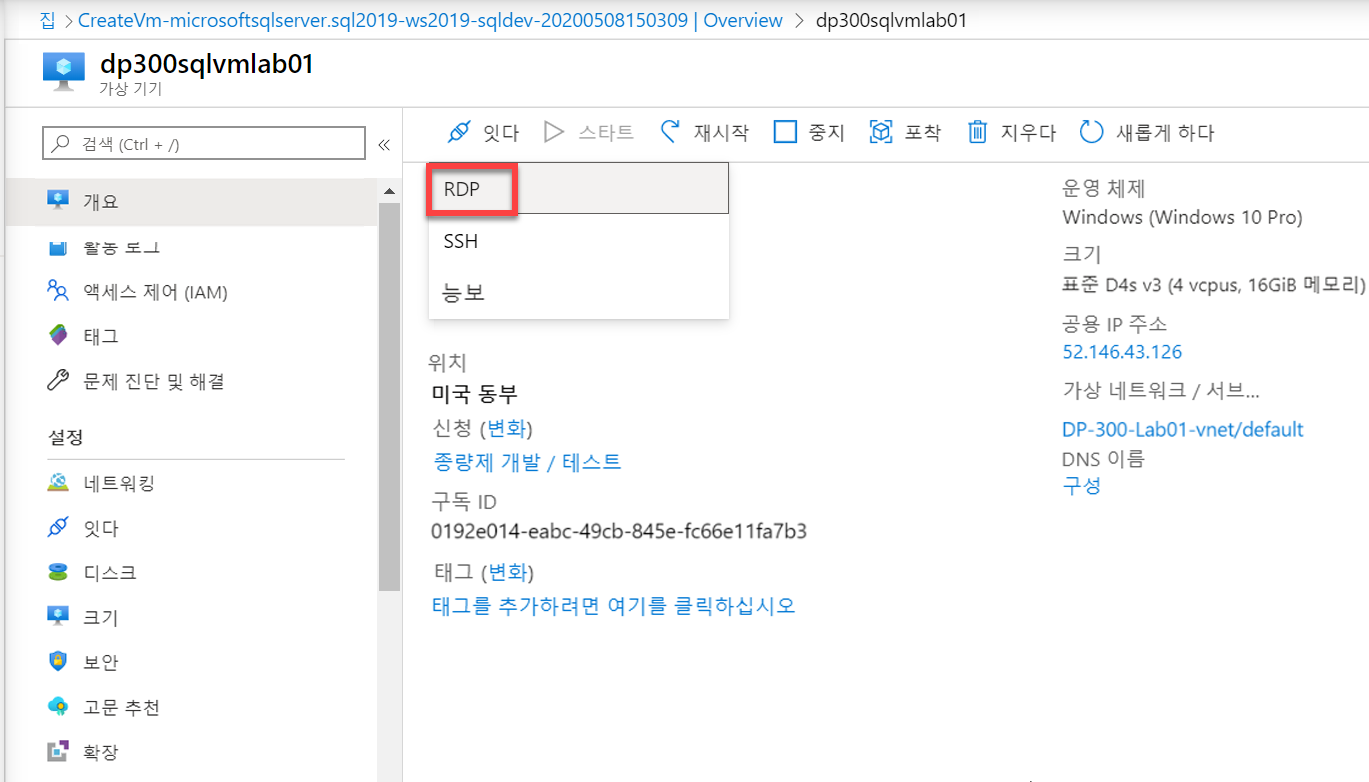 집 > CreateVm-microsoftsqlserver.sql2019-ws2019-sqldev-20200508150309 | Overview > dp300sqlvmlab01
dp300sqlvmlab01
가상 기기
검색 (Ctrl + /)
«
개요
활동 로그
액세스 제어 (IAM)
태그
문제 진단 및 해결
설정
네트워킹
잇다
디스크
크기
보안
고문 추천
확장
잇다 스타트 재시작 중지 포착 지우다 새롭게 하다
RDP
SSH
능보
위치
미국 동부
신청 (변화)
종량제 개발 / 테스트
구독 ID
0192e014-eabc-49cb-845e-fc66e11fa7b3
태그 (변화)
태그를 추가하려면 여기를 클릭하십시오
운영 체제
Windows (Windows 10 Pro)
크기
표준 D4s v3 (4 vcpus, 16GiB 메모리)
공용 IP 주소
52.146.43.126
가상 네트워크 / 서브...
DP-300-Lab01-vnet/default
DNS 이름
구성